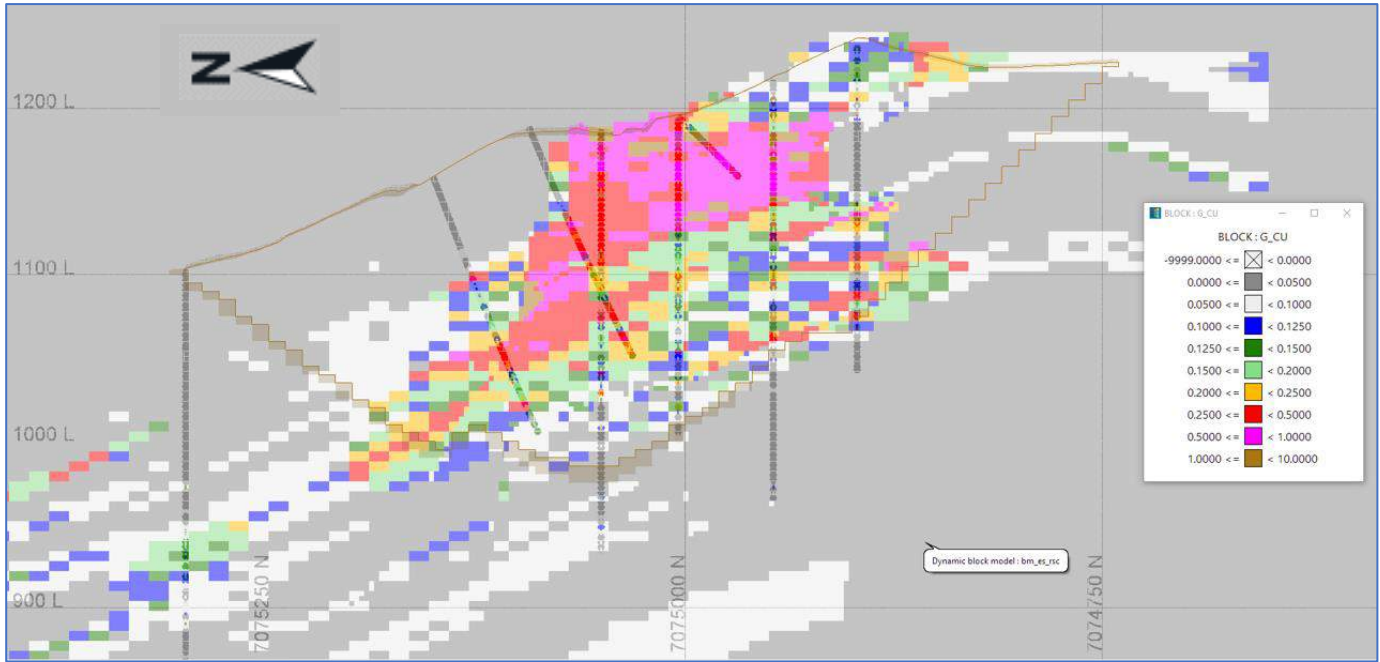 N
1200 L
1100 L
1000 L
900 L
7075250 N
7075000 N
7074750 N
BLOCK : G_CU
BLOCK : G_CU
-9999.0000 <= < 0.0000
0.0000 <= < 0.0500
0.0500 <= < 0.1000
0.1000 <= < 0.1250
0.1250 <= < 0.1500
0.1500 <= < 0.2000
0.2000 <= < 0.2500
0.2500 <= < 0.5000
0.5000 <= < 1.0000
1.0000 <= < 10.0000
Dynamic block model : bm_es_rsc